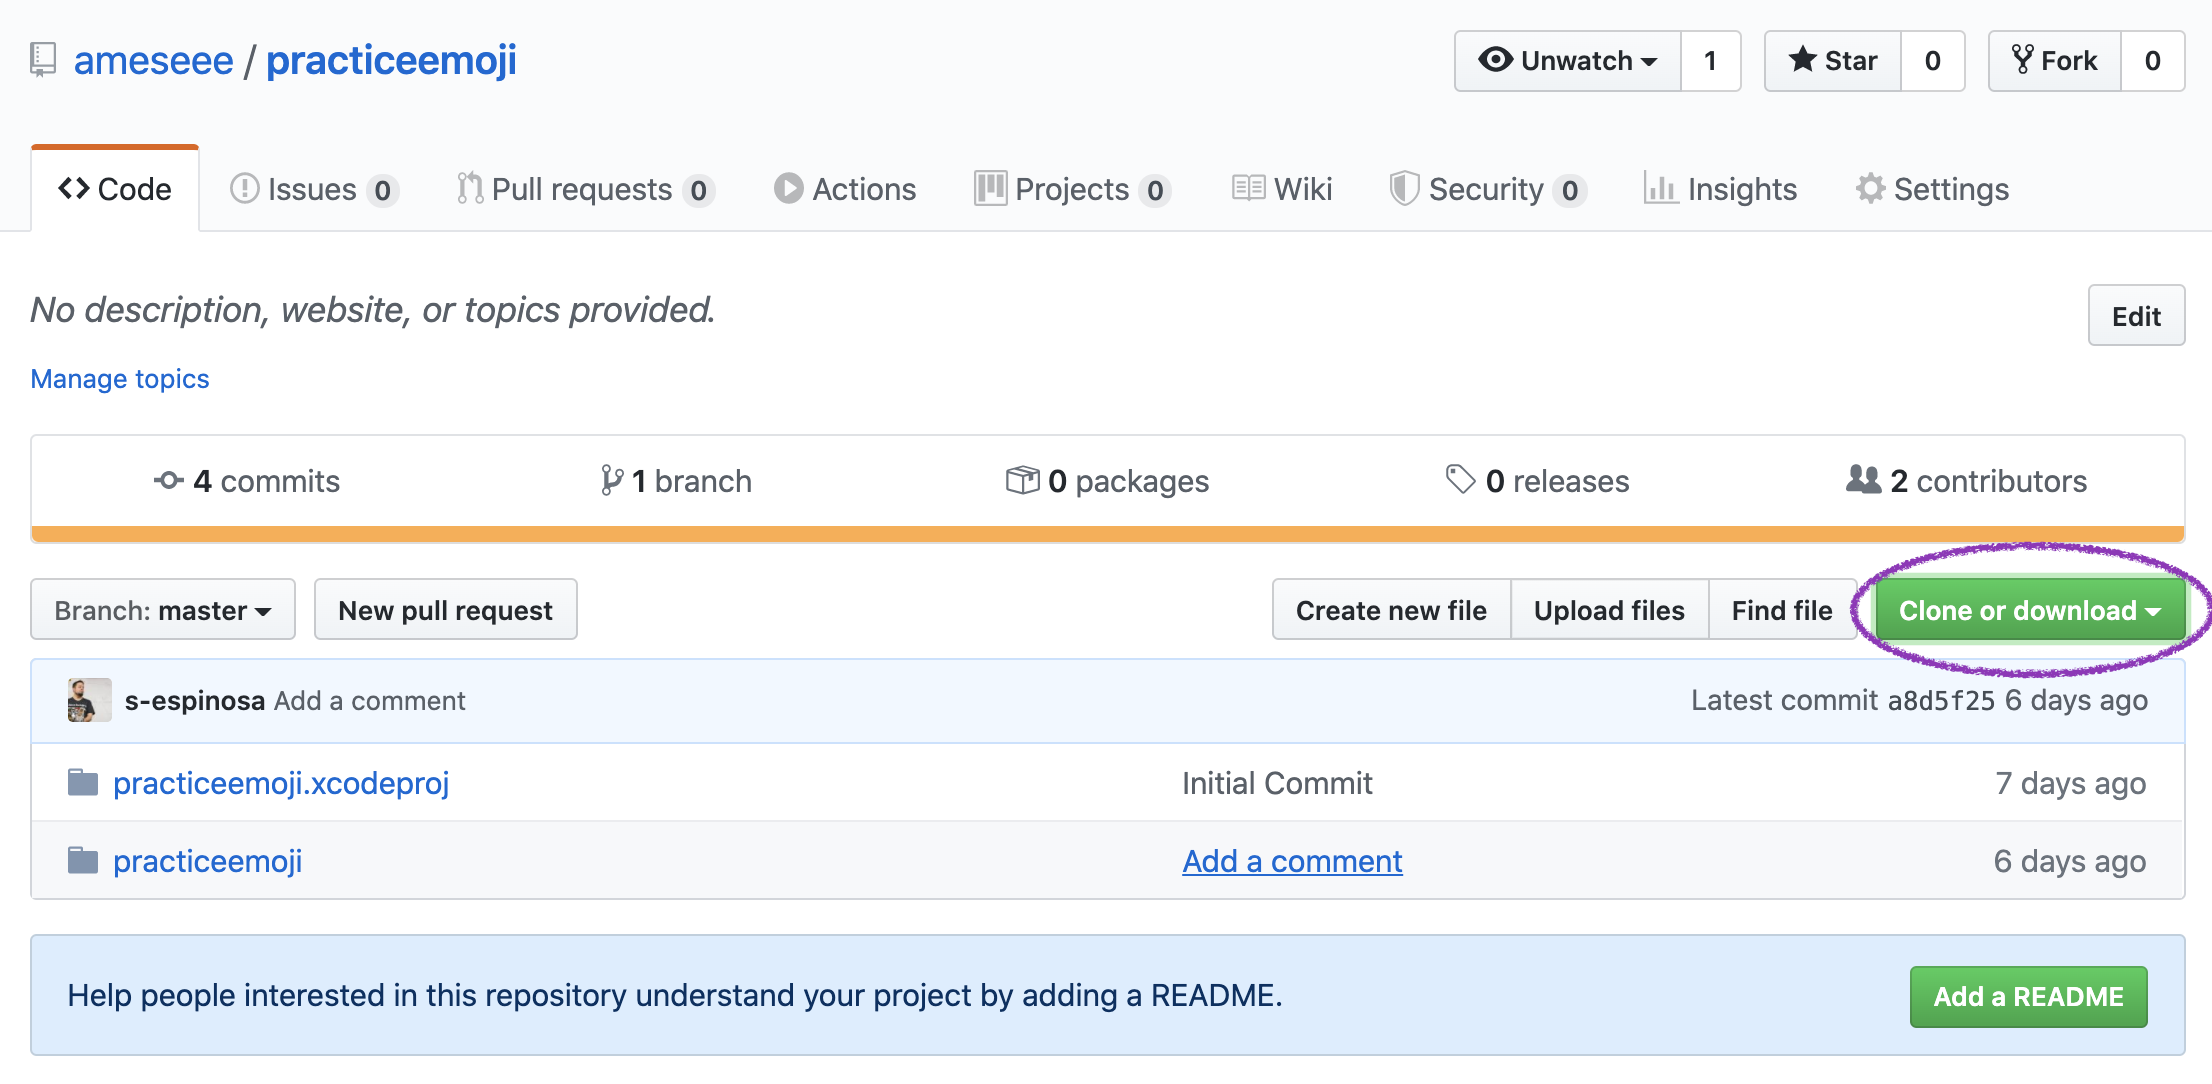 ameseee / practiceemoji
Unwatch 1 Star 0 Fork 0
Code Issues 0 Pull requests 0 Actions Projects 0 Wiki Security 0 Insights Settings
No description, website, or topics provided.
Edit
Manage topics
4 commits 1 branch 0 packages 0 releases 2 contributors
Branch: master New pull request Create new file Upload files Find file Clone or download
s-espinosa Add a comment Latest commit a8d5f25 6 days ago
practiceemoji.xcodeproj Initial Commit 7 days ago
practiceemoji Add a comment 6 days ago
Help people interested in this repository understand your project by adding a README. Add a README